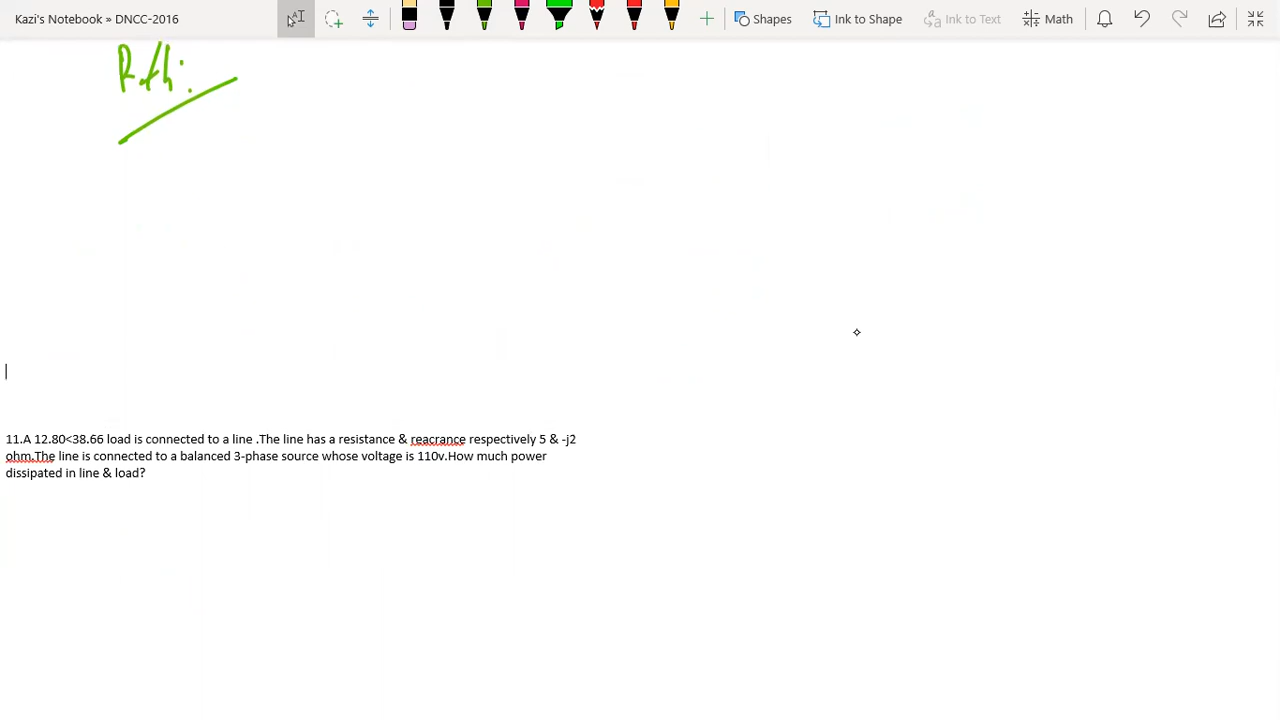 Kazi's Notebook » DNCC-2016
Shapes
Ink to Shape
Ink to Text
Math
11.A 12.80<38.66 load is connected to a line .The line has a resistance & reacrance respectively 5 & -j2
ohm.The line is connected to a balanced 3-phase source whose voltage is 110v.How much power
dissipated in line & load?